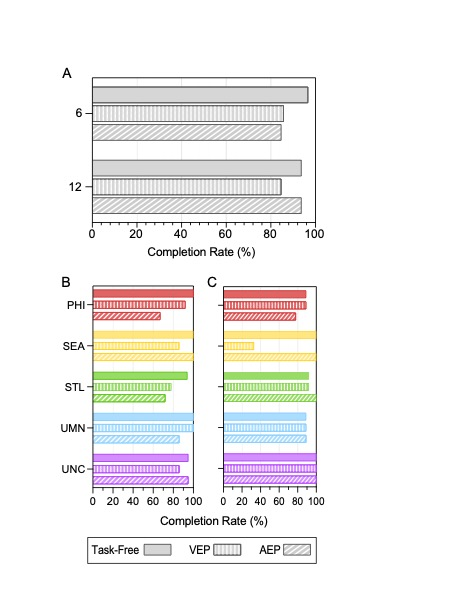 A
6
12
0 20 40 60 80 100
Completion Rate (%)
B C
PHI
SEA
STL
UMN
UNC
0 20 40 60 80 100 0 20 40 60 80 100
Completion Rate (%)
Task-Free VEP AEP